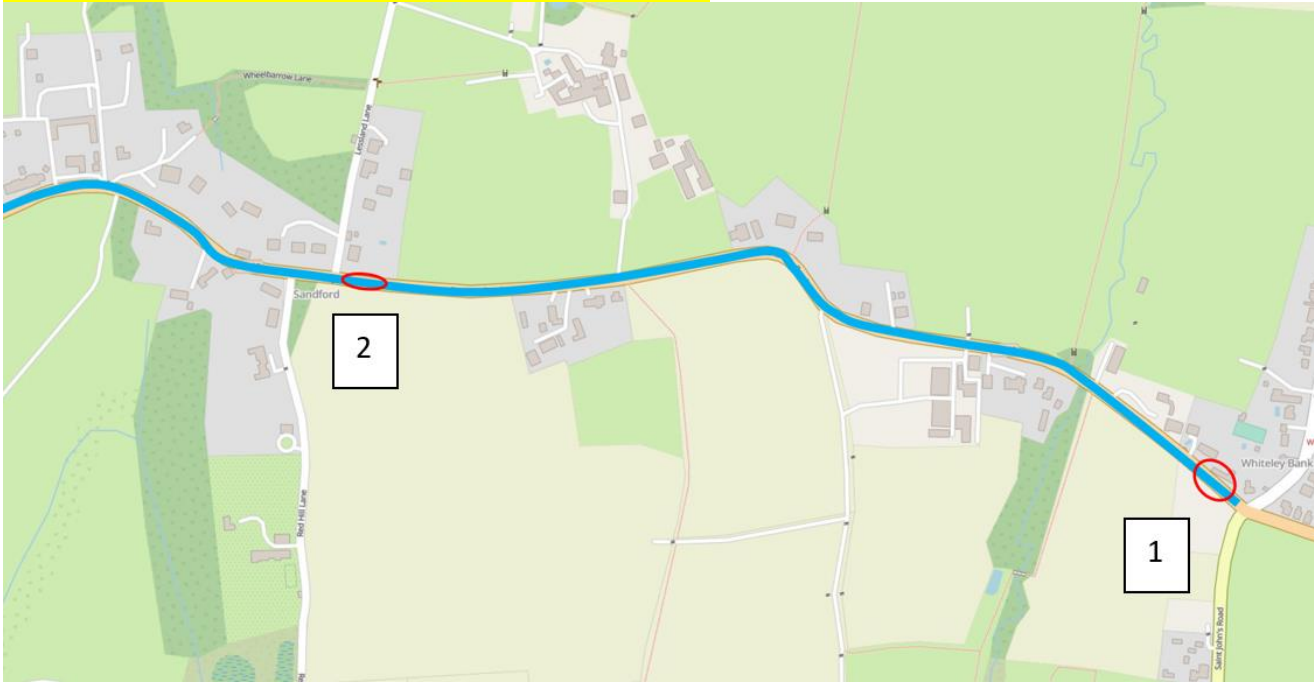 Wheelbarrow Lane
Lessland Lane
Sandford
2
Whiteley Bank
1
Red Hill Lane
Saint John's Road